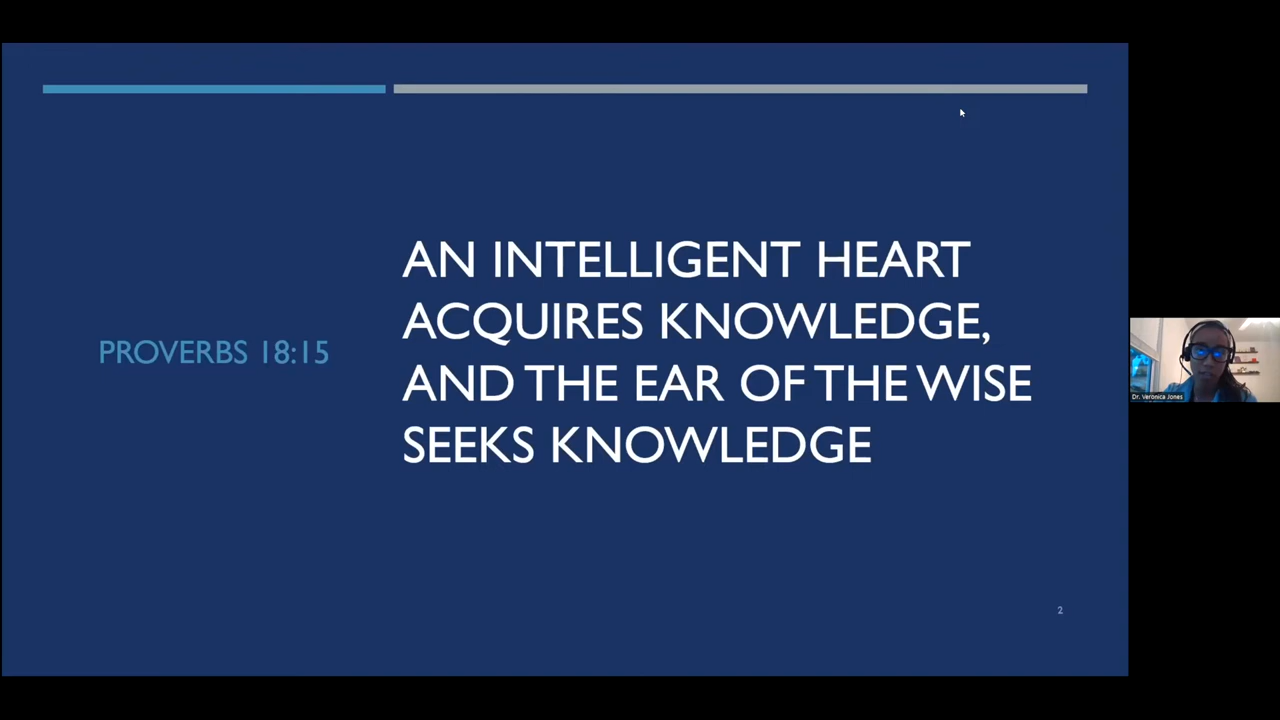 PROVERBS 18:15
AN INTELLIGENT HEART
ACQUIRES KNOWLEDGE,
AND THE EAR OF THE WISE
SEEKS KNOWLEDGE
2
Dr. Veronica Jones